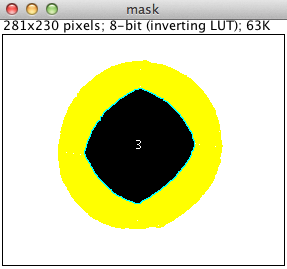 mask
281x230 pixels; 8-bit (inverting LUT); 63K
3